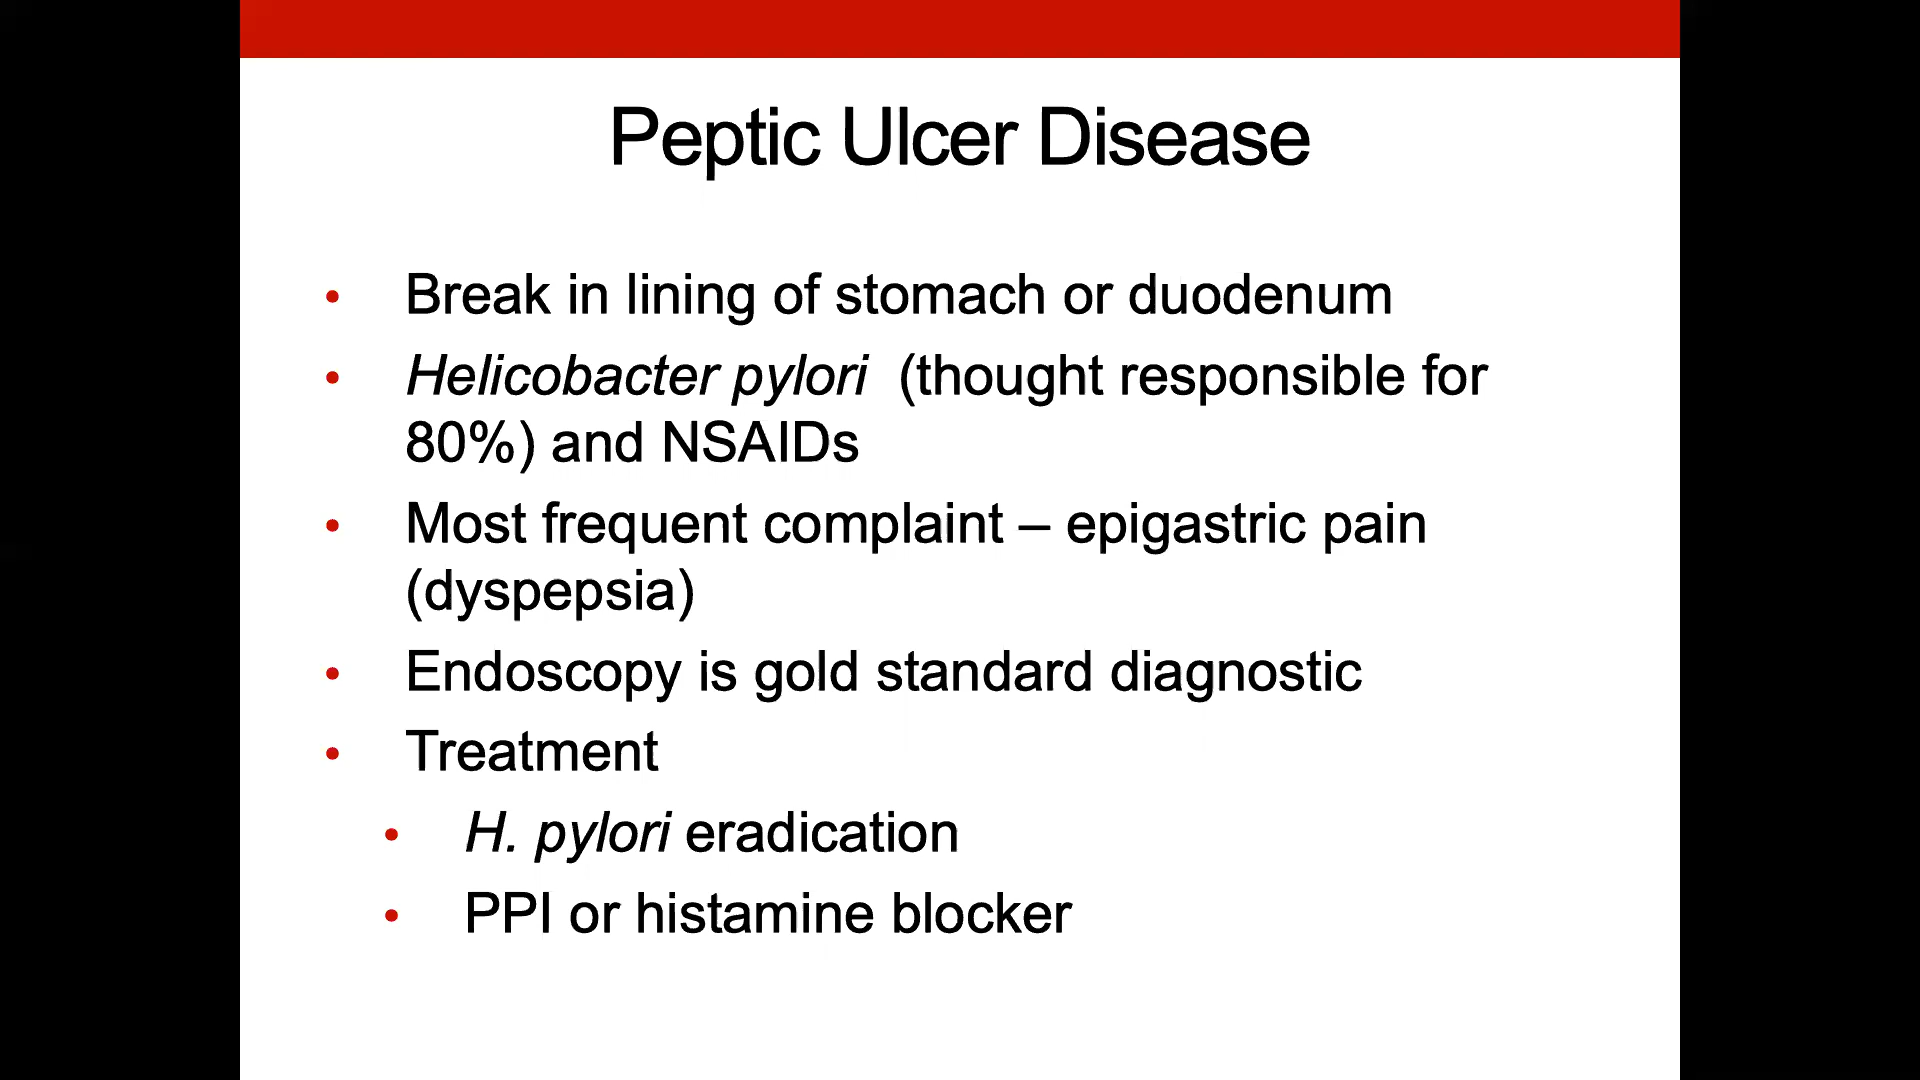 Peptic Ulcer Disease
• Break in lining of stomach or duodenum
• Helicobacter pylori (thought responsible for
80%) and NSAIDs
• Most frequent complaint – epigastric pain
(dyspepsia)
• Endoscopy is gold standard diagnostic
• Treatment
• H. pylori eradication
• PPI or histamine blocker